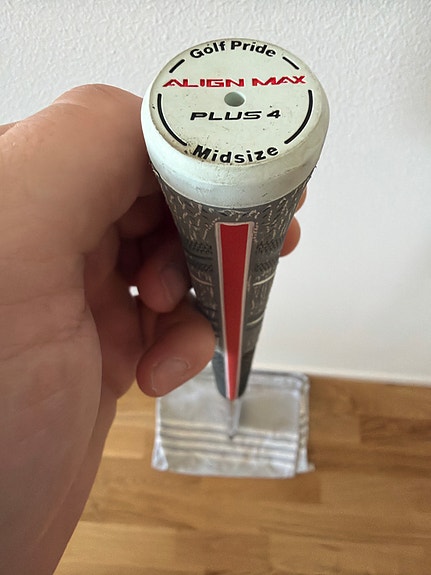 Golf Pride
ALIGN MAX
PLUS 4
Midsize